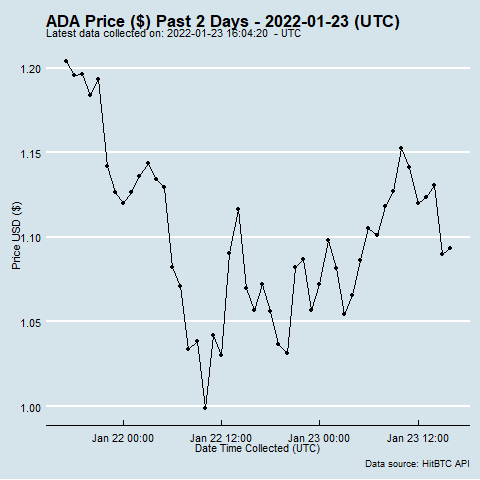 ADA Price ($) Past 2 Days - 2022-01-23 (UTC)
Latest data collected on: 2022-01-23 16:04:20 - UTC
1.20
1.15
1.10
1.05
1.00
Price USD ($)
Jan 22 00:00 Jan 22 12:00 Jan 23 00:00 Jan 23 12:00
Date Time Collected (UTC)
Data source: HitBTC API